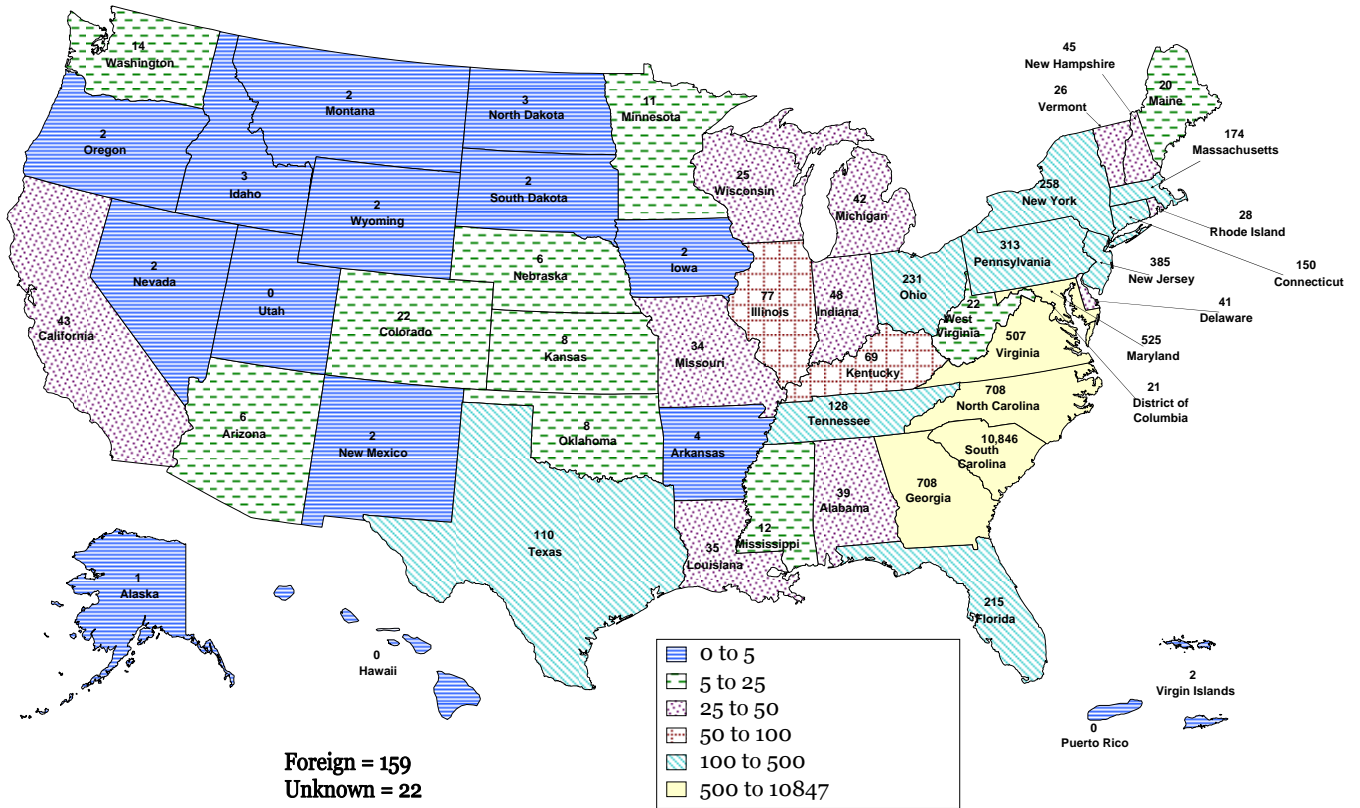 14
Washington
2
Oregon
43
California
2
Nevada
3
Idaho
2
Montana
2
Wyoming
0
Utah
6
Arizona
22
Colorado
2
New Mexico
3
North Dakota
2
South Dakota
6
Nebraska
8
Kansas
8
Oklahoma
110
Texas
11
Minnesota
2
Iowa
34
Missouri
4
Arkansas
35
Louisiana
25
Wisconsin
77
Illinois
42
Michigan
48
Indiana
231
Ohio
69
Kentucky
128
Tennessee
12
Mississippi
39
Alabama
708
Georgia
215
Florida
10,846
South
Carolina
708
North Carolina
507
Virginia
22
West
Virginia
313
Pennsylvania
258
New York
26
Vermont
45
New Hampshire
20
Maine
174
Massachusetts
28
Rhode Island
150
Connecticut
385
New Jersey
41
Delaware
525
Maryland
21
District of
Columbia
1
Alaska
0
Hawaii
2
Virgin Islands
0
Puerto Rico
0 to 5
5 to 25
25 to 50
50 to 100
100 to 500
500 to 10847
Foreign = 159
Unknown = 22